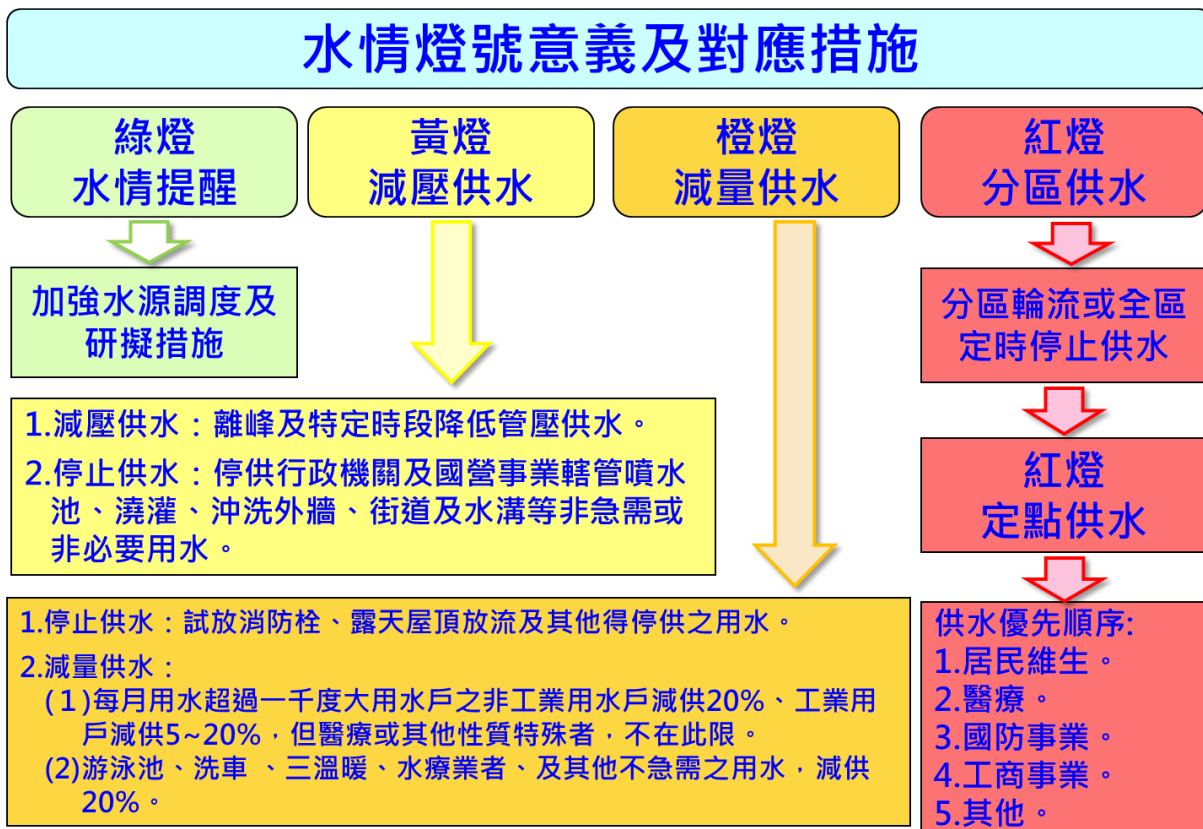 水情燈號意義及對應措施
綠燈
水情提醒
加強水源調度及
研擬措施
黃燈
減壓供水
1.減壓供水：離峰及特定時段降低管壓供水。
2.停止供水：停供行政機關及國營事業轄管噴水
池、澆灌、沖洗外牆、街道及水溝等非急需或
非必要用水。
橙燈
減量供水
1.停止供水：試放消防栓、露天屋頂放流及其他得停供之用水。
2.減量供水：
(1)每月用水超過一千度大用水戶之非工業用水戶減供20%、工業用
戶減供5~20%，但醫療或其他性質特殊者，不在此限。
(2)游泳池、洗車 、三溫暖、水療業者、及其他不急需之用水，減供
20%。
紅燈
分區供水
分區輪流或全區
定時停止供水
紅燈
定點供水
供水優先順序:
1.居民維生。
2.醫療。
3.國防事業。
4.工商事業。
5.其他。